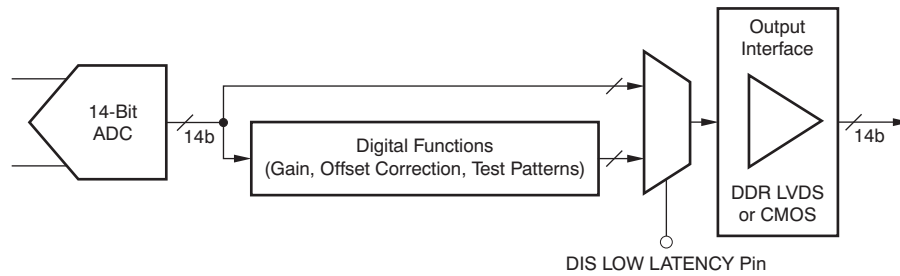 14-Bit
ADC
14b
Digital Functions
(Gain, Offset Correction, Test Patterns)
DIS LOW LATENCY Pin
Output
Interface
DDR LVDS
or CMOS
14b